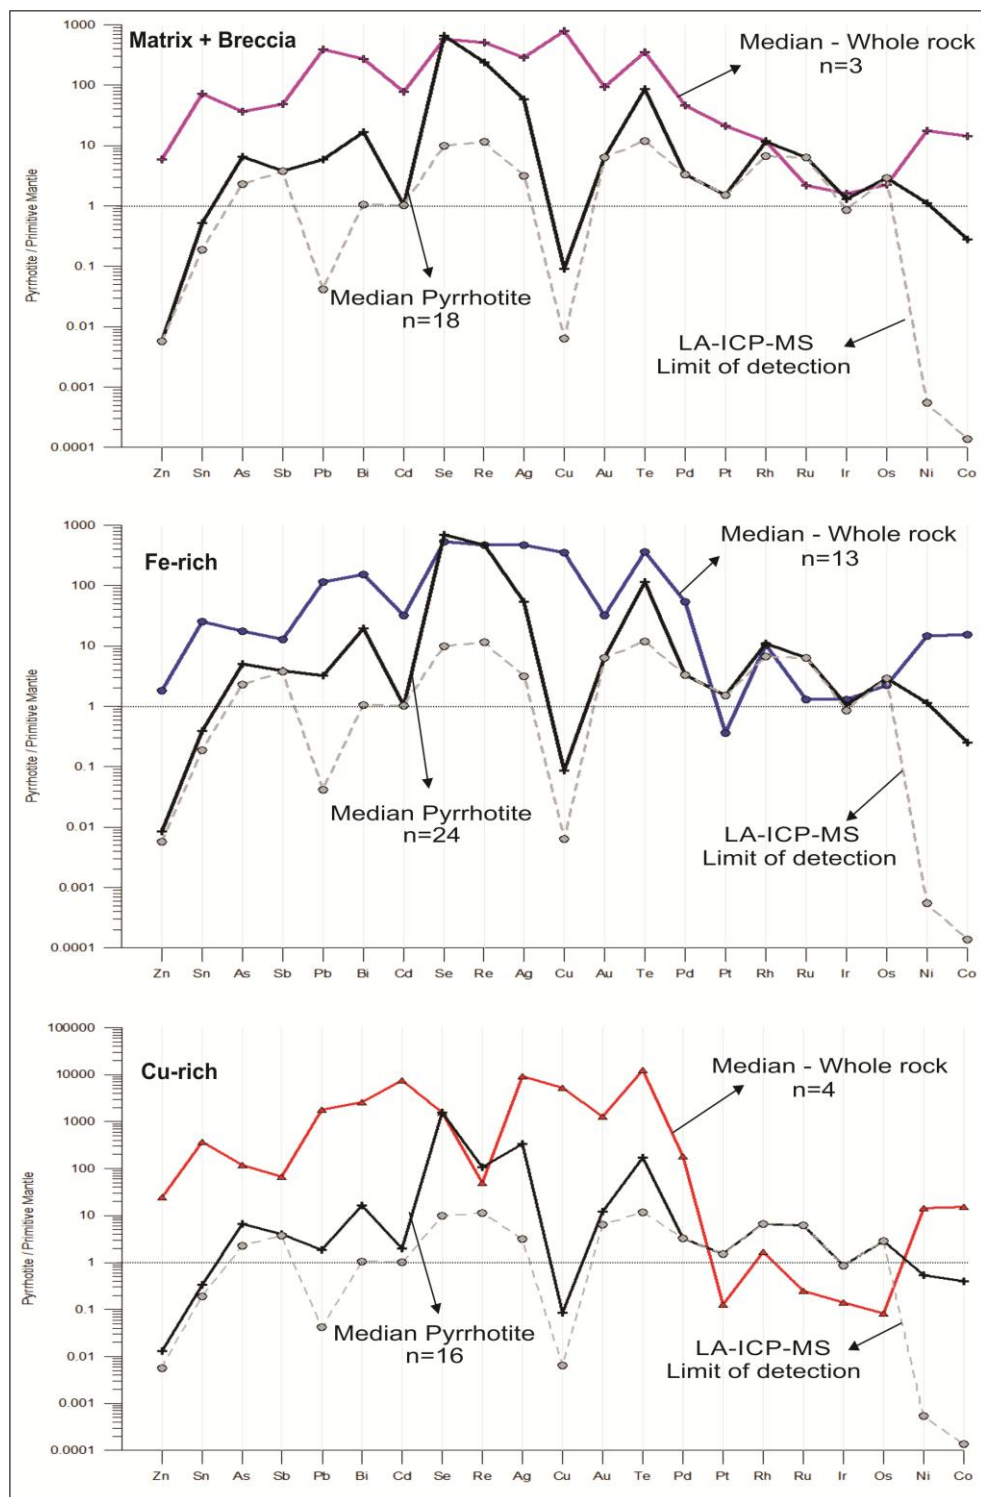 Matrix + Breccia
Median - Whole rock
n=3
1000
100
10
1
0.1
0.01
0.001
0.0001
Pyrrhotite / Primitive Mantle
Median Pyrrhotite
n=18
LA-ICP-MS
Limit of detection
Zn Sn As Sb Pb Bi Cd Se Re Ag Cu Au Te Pd Pt Rh Ru Ir Os Ni Co
Fe-rich
Median - Whole rock
n=13
1000
100
10
1
0.1
0.01
0.001
0.0001
Pyrrhotite / Primitive Mantle
Median Pyrrhotite
n=24
LA-ICP-MS
Limit of detection
Zn Sn As Sb Pb Bi Cd Se Re Ag Cu Au Te Pd Pt Rh Ru Ir Os Ni Co
Cu-rich
Median - Whole rock
n=4
100000
10000
1000
100
10
1
0.1
0.01
0.001
0.0001
Pyrrhotite / Primitive Mantle
Median Pyrrhotite
n=16
LA-ICP-MS
Limit of detection
Zn Sn As Sb Pb Bi Cd Se Re Ag Cu Au Te Pd Pt Rh Ru Ir Os Ni Co